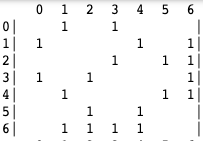 0 1 2 3 4 5 6
0|     1     1         |
1|  1           1     1|
2|           1     1  1|
3|  1     1           1|
4|     1           1  1|
5|        1     1      |
6|     1  1  1  1      |